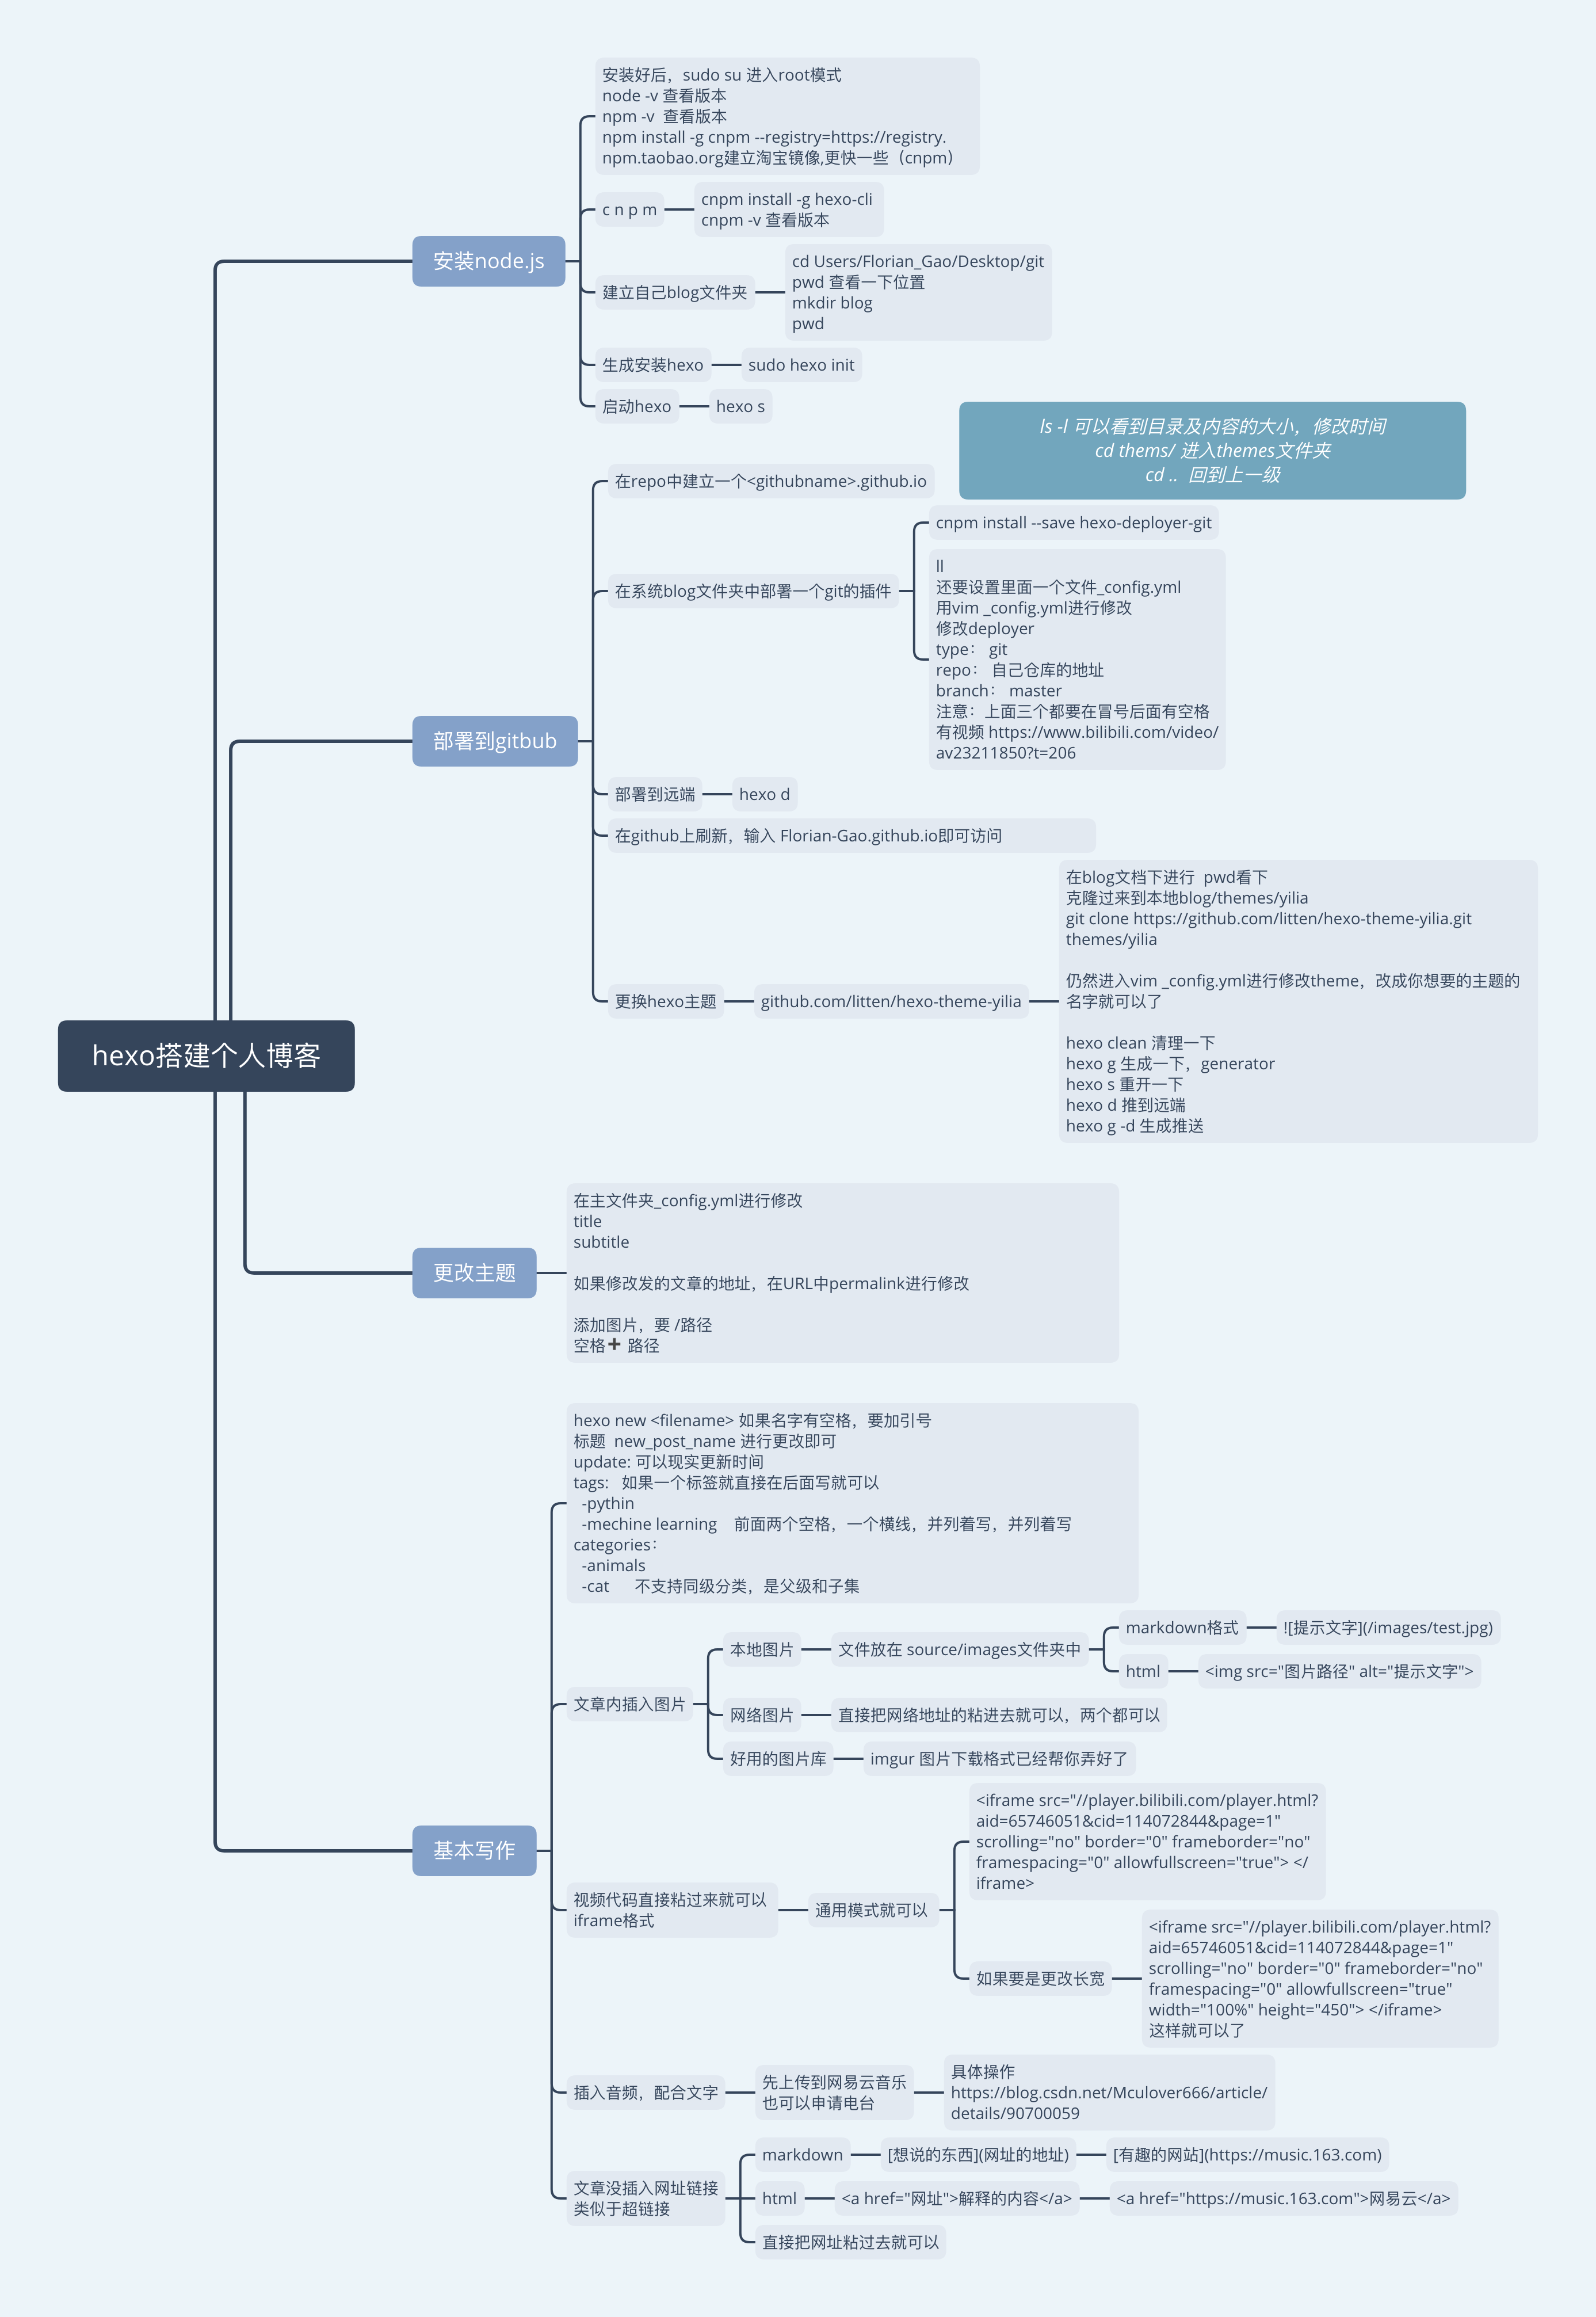 hexo搭建个人博客
安装node.js
安装好后，sudo su 进入root模式
node -v 查看版本
npm -v  查看版本
npm install -g cnpm --registry=https://registry.
npm.taobao.org建立淘宝镜像,更快一些（cnpm）
c n p m
cnpm install -g hexo-cli
cnpm -v 查看版本
建立自己blog文件夹
cd Users/Florian_Gao/Desktop/git
pwd 查看一下位置
mkdir blog
pwd
生成安装hexo
sudo hexo init
启动hexo
hexo s
ls -l 可以看到目录及内容的大小，修改时间
cd thems/ 进入themes文件夹
cd ..  回到上一级
部署到gitbub
在repo中建立一个<githubname>.github.io
在系统blog文件夹中部署一个git的插件
cnpm install --save hexo-deployer-git
ll
还要设置里面一个文件_config.yml
用vim _config.yml进行修改
修改deployer
type： git
repo： 自己仓库的地址
branch： master
注意：上面三个都要在冒号后面有空格
有视频 https://www.bilibili.com/video/
av23211850?t=206
部署到远端
hexo d
在github上刷新，输入 Florian-Gao.github.io即可访问
更换hexo主题
github.com/litten/hexo-theme-yilia
在blog文档下进行  pwd看下
克隆过来到本地blog/themes/yilia
git clone https://github.com/litten/hexo-theme-yilia.git
themes/yilia
仍然进入vim _config.yml进行修改theme，改成你想要的主题的
名字就可以了
hexo clean 清理一下
hexo g 生成一下，generator
hexo s 重开一下
hexo d 推到远端
hexo g -d 生成推送
更改主题
在主文件夹_config.yml进行修改
title
subtitle
如果修改发的文章的地址，在URL中permalink进行修改
添加图片，要 /路径
空格➕ 路径
基本写作
hexo new <filename> 如果名字有空格，要加引号
标题  new_post_name 进行更改即可
update: 可以现实更新时间
tags:   如果一个标签就直接在后面写就可以
  -pythin
  -mechine learning    前面两个空格，一个横线，并列着写，并列着写
categories：
  -animals
  -cat      不支持同级分类，是父级和子集
文章内插入图片
本地图片
文件放在 source/images文件夹中
markdown格式
![提示文字](/images/test.jpg)
html
<img src="图片路径" alt="提示文字">
网络图片
直接把网络地址的粘进去就可以，两个都可以
好用的图片库
imgur 图片下载格式已经帮你弄好了
视频代码直接粘过来就可以
iframe格式
通用模式就可以
<iframe src="//player.bilibili.com/player.html?
aid=65746051&cid=114072844&page=1"
scrolling="no" border="0" frameborder="no"
framespacing="0" allowfullscreen="true"> </
iframe>
如果要是更改长宽
<iframe src="//player.bilibili.com/player.html?
aid=65746051&cid=114072844&page=1"
scrolling="no" border="0" frameborder="no"
framespacing="0" allowfullscreen="true"
width="100%" height="450"> </iframe>
这样就可以了
插入音频，配合文字
先上传到网易云音乐
也可以申请电台
具体操作
https://blog.csdn.net/Mculover666/article/
details/90700059
文章没插入网址链接
类似于超链接
markdown
[想说的东西](网址的地址)
[有趣的网站](https://music.163.com)
html
<a href="网址">解释的内容</a>
<a href="https://music.163.com">网易云</a>
直接把网址粘过去就可以